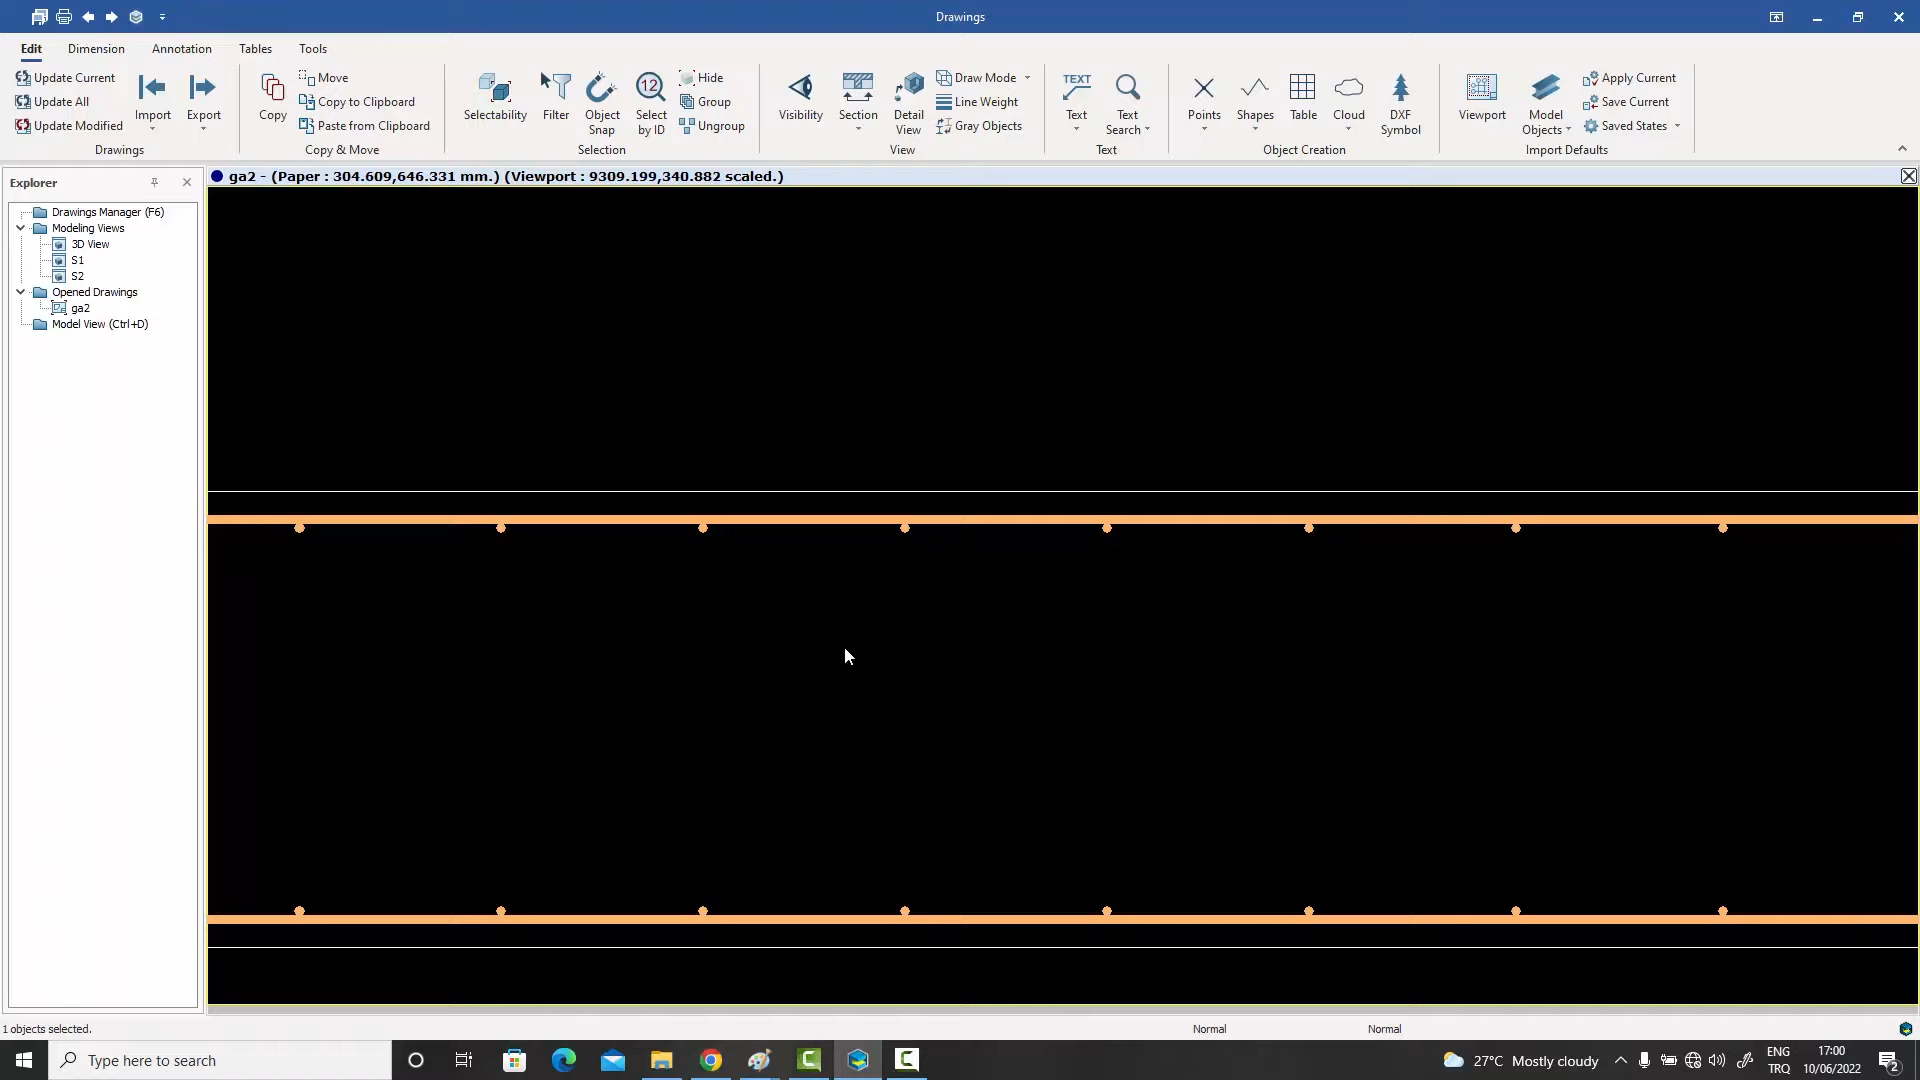 Drawings
Edit Dimension Annotation Tables Tools
Update Current
Update All
Update Modified
Import
Export
Drawings
Copy
Move
Copy to Clipboard
Paste from Clipboard
Copy & Move
Selectability
Filter
Object Snap
12
Select by ID
Hide
Group
Ungroup
Selection
Visibility
Section
Detail View
Draw Mode
Line Weight
Gray Objects
View
TEXT
Text
Text Search
Text
Points
Shapes
Table
Cloud
DXF Symbol
Object Creation
Viewport
Model Objects
Apply Current
Save Current
Saved States
Import Defaults
Explorer
ga2 - (Paper : 304.609,646.331 mm.) (Viewport : 9309.199,340.882 scaled.)
Drawings Manager (F6)
Modeling Views
3D View
S1
S2
Opened Drawings
ga2
Model View (Ctrl+D)
1 objects selected.
Normal
Normal
Type here to search
27°C Mostly cloudy
ENG
TRQ
17:00
10/06/2022
2